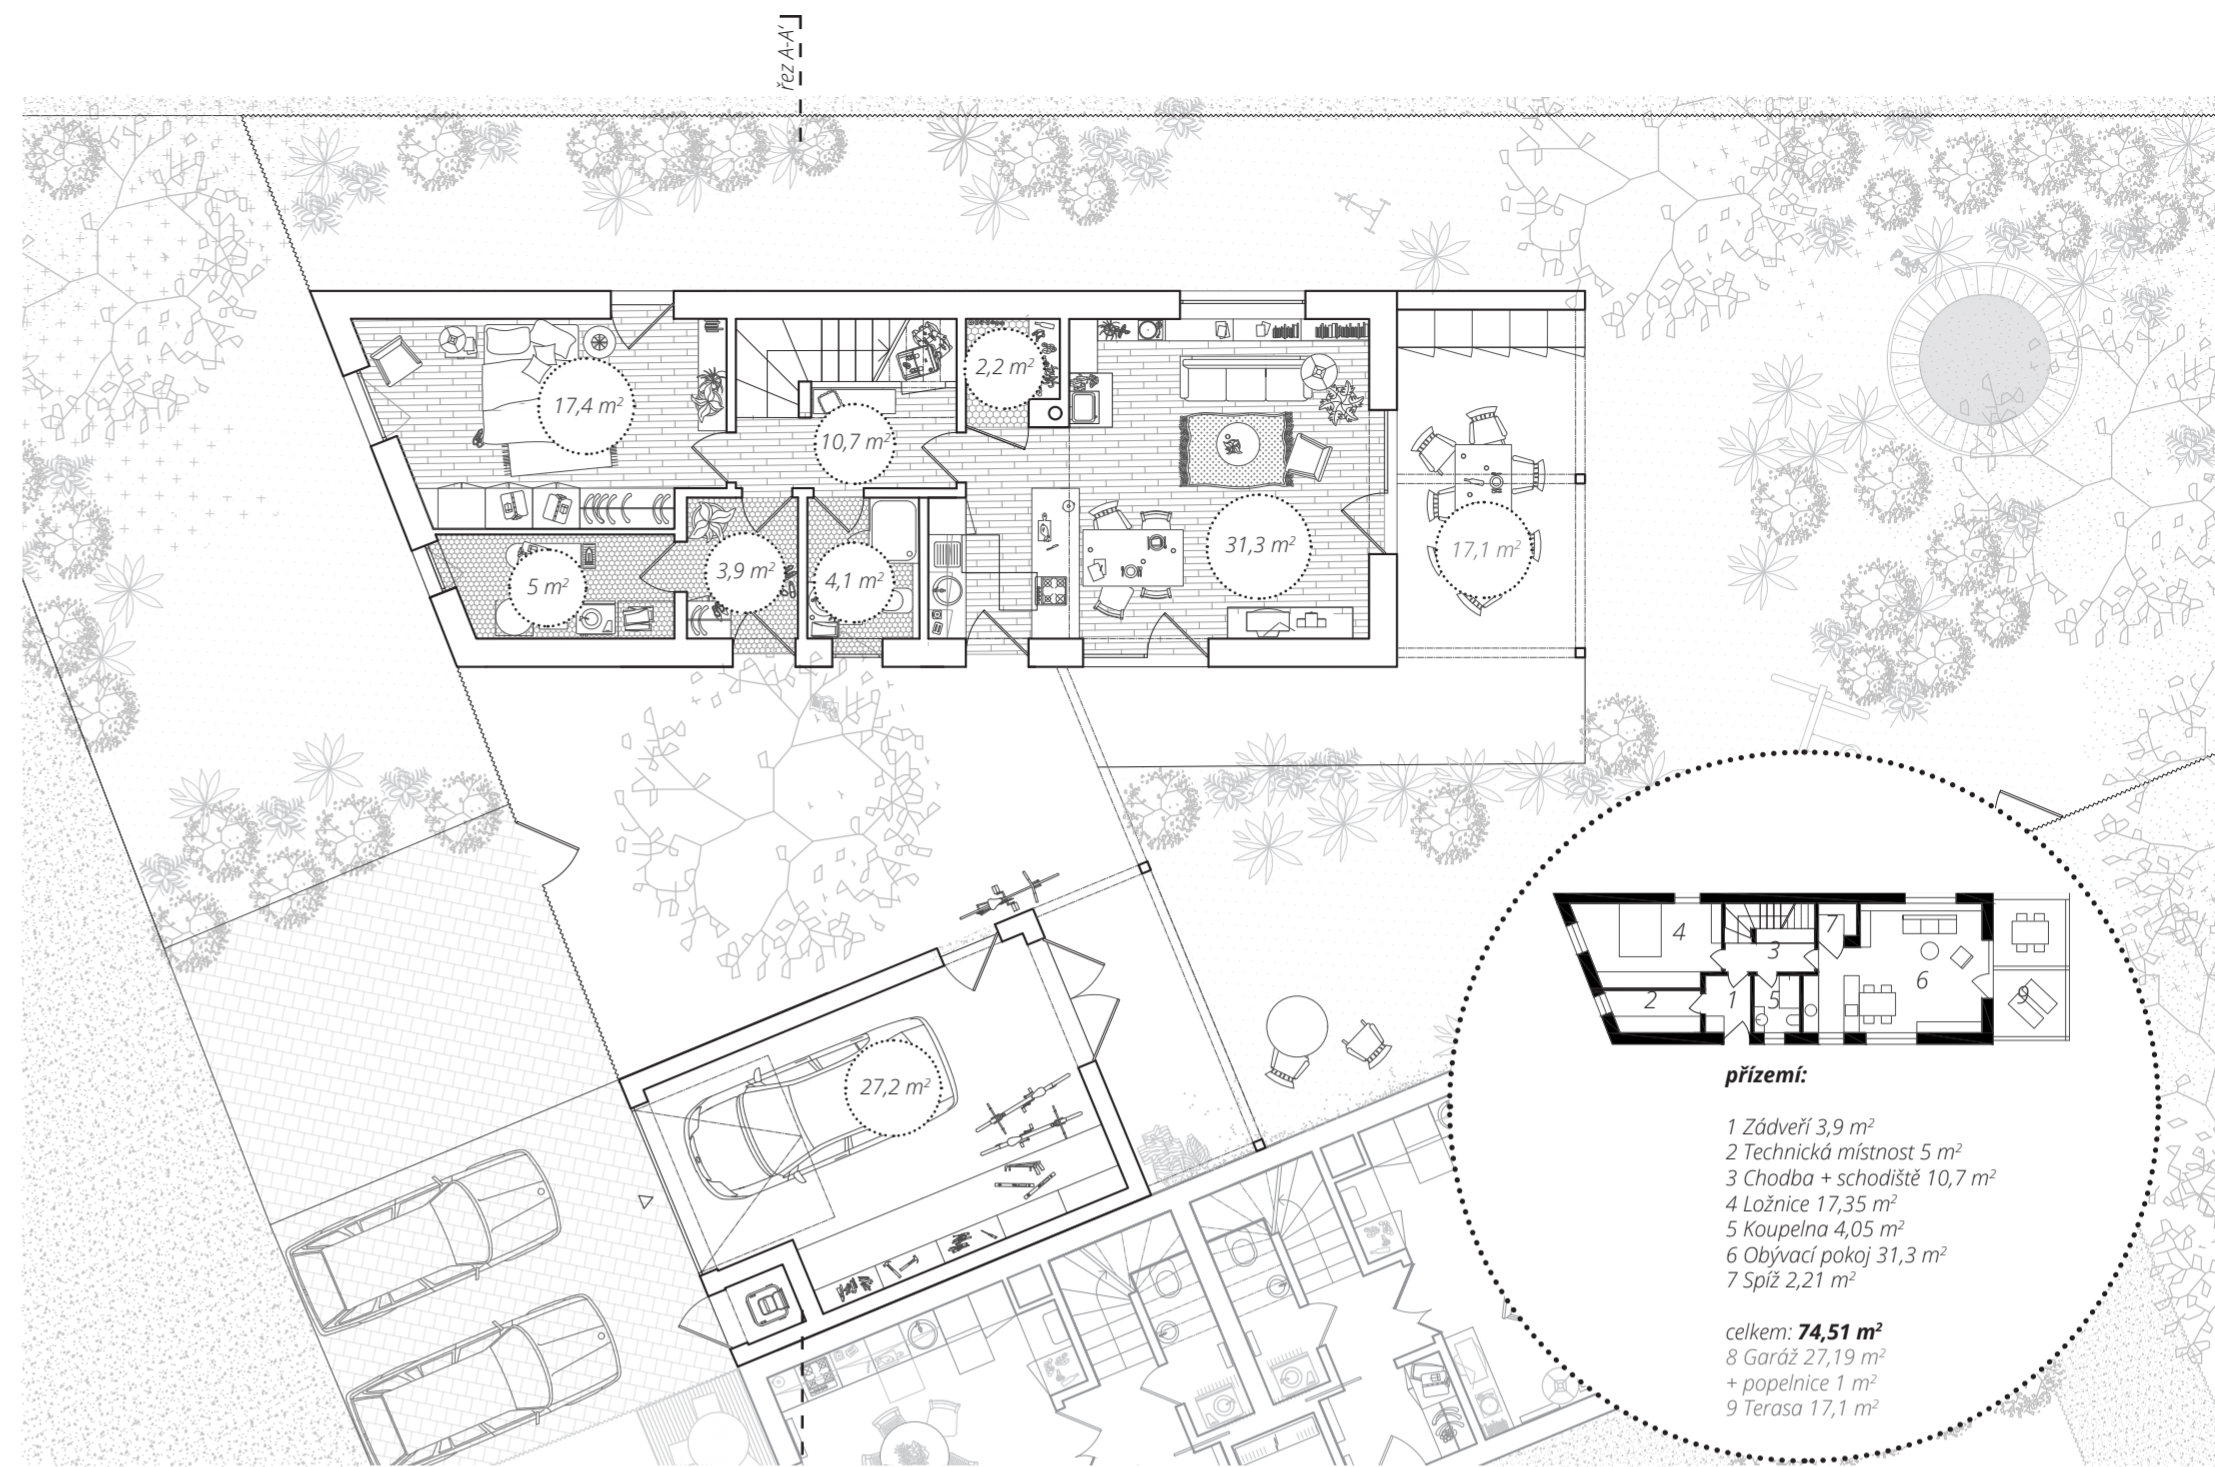 řez A-A'
17,4 m²
10,7 m²
2,2 m²
31,3 m²
17,1 m²
5 m²
3,9 m²
4,1 m²
27,2 m²
4
3
7
6
2
1
5
9
přízemí:
1 Zádveří 3,9 m²
2 Technická místnost 5 m²
3 Chodba + schodiště 10,7 m²
4 Ložnice 17,35 m²
5 Koupelna 4,05 m²
6 Obývací pokoj 31,3 m²
7 Spíž 2,21 m²
celkem: 74,51 m²
8 Garáž 27,19 m²
+ popelnice 1 m²
9 Terasa 17,1 m²